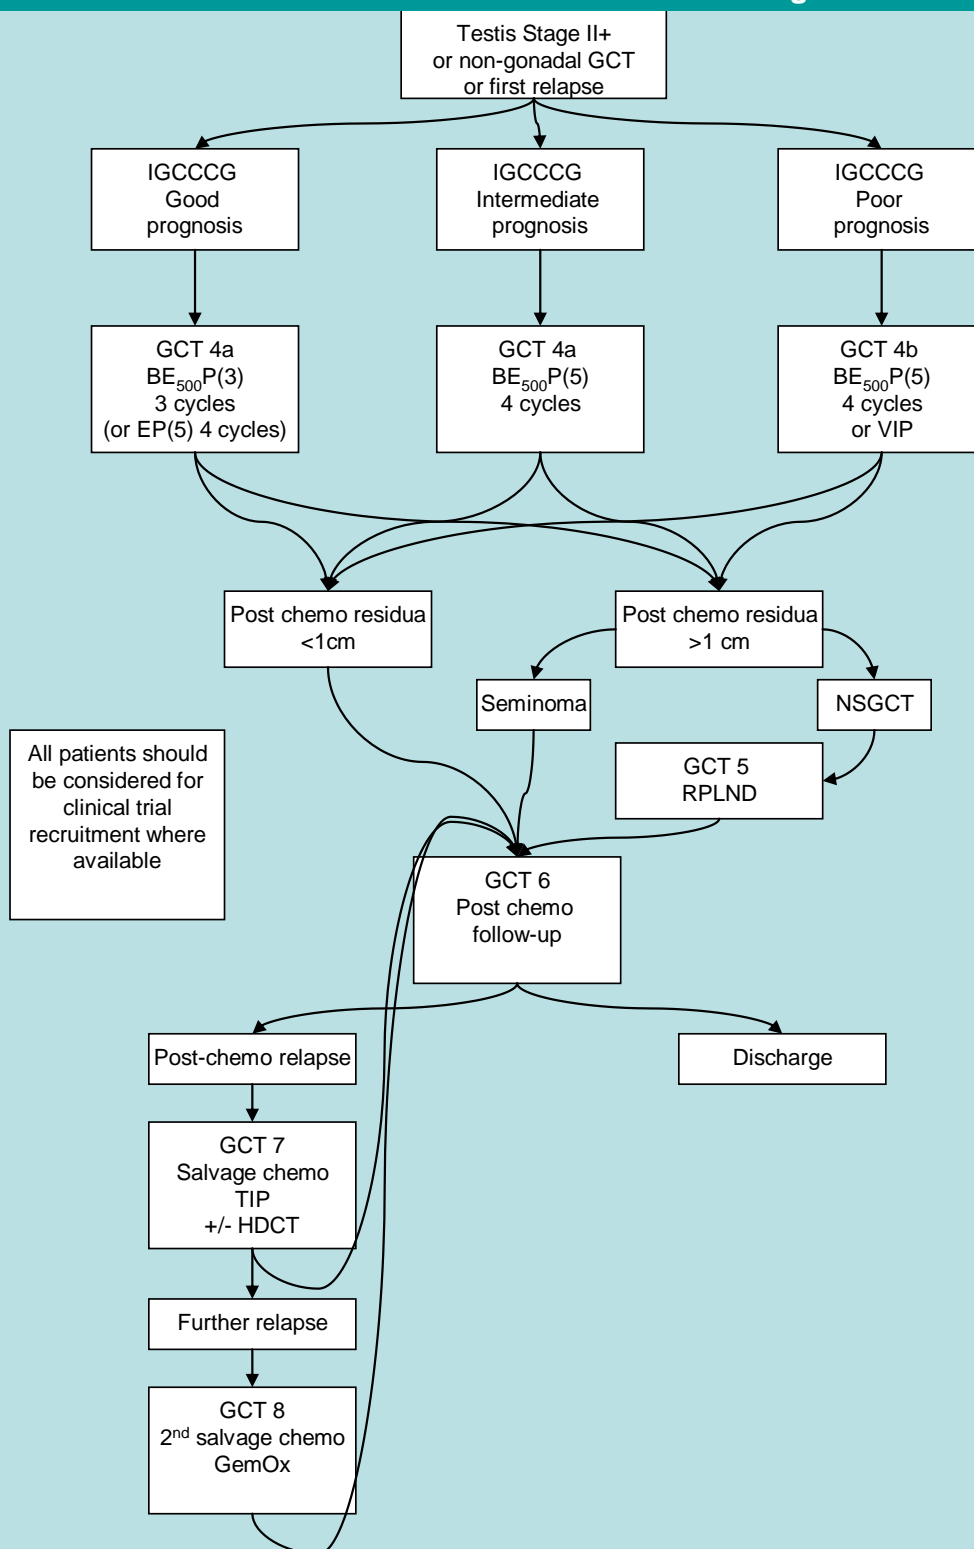 Testis Stage II+
or non-gonadal GCT
or first relapse
IGCCCG
Good
prognosis
IGCCCG
Intermediate
prognosis
IGCCCG
Poor
prognosis
GCT 4a
BE500P(3)
3 cycles
(or EP(5) 4 cycles)
GCT 4a
BE500P(5)
4 cycles
GCT 4b
BE500P(5)
4 cycles
or VIP
Post chemo residua
<1cm
Post chemo residua
>1 cm
Seminoma
NSGCT
All patients should
be considered for
clinical trial
recruitment where
available
GCT 5
RPLND
GCT 6
Post chemo
follow-up
Post-chemo relapse
Discharge
GCT 7
Salvage chemo
TIP
+/- HDCT
Further relapse
GCT 8
2nd salvage chemo
GemOx